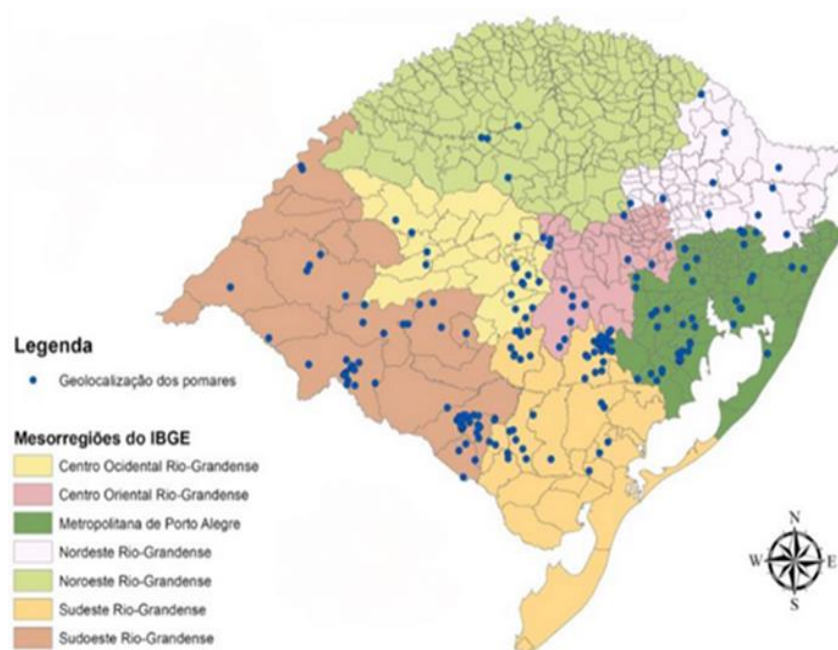 Legenda
Geolocalização dos pomares
Mesorregiões do IBGE
Centro Ocidental Rio-Grandense
Centro Oriental Rio-Grandense
Metropolitana de Porto Alegre
Nordeste Rio-Grandense
Noroeste Rio-Grandense
Sudeste Rio-Grandense
Sudoeste Rio-Grandense
N
W
E
S